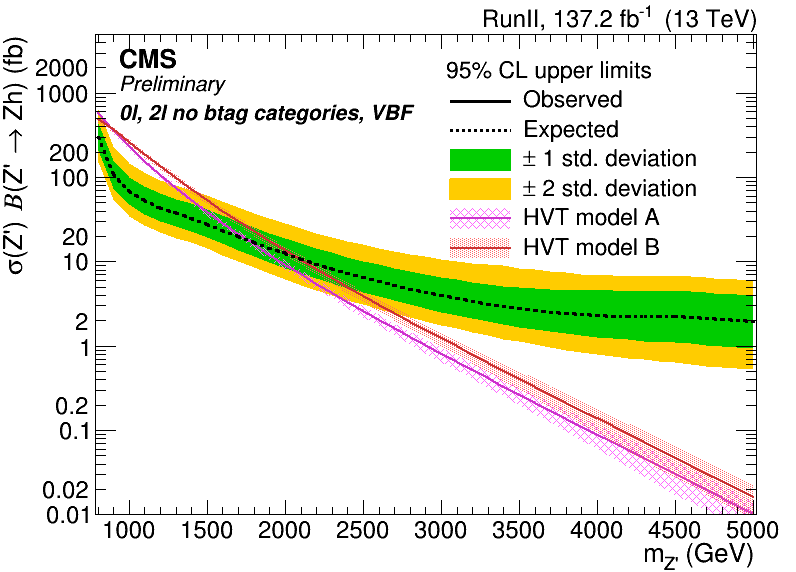 RunII, 137.2 fb⁻¹ (13 TeV)
CMS
Preliminary
0l, 2l no btag categories, VBF
95% CL upper limits
Observed
Expected
± 1 std. deviation
± 2 std. deviation
HVT model A
HVT model B
σ(Z') B(Z' → Zh) (fb)
2000
1000
200
100
20
10
2
1
0.2
0.1
0.02
0.01
1000 1500 2000 2500 3000 3500 4000 4500 5000
m_Z' (GeV)